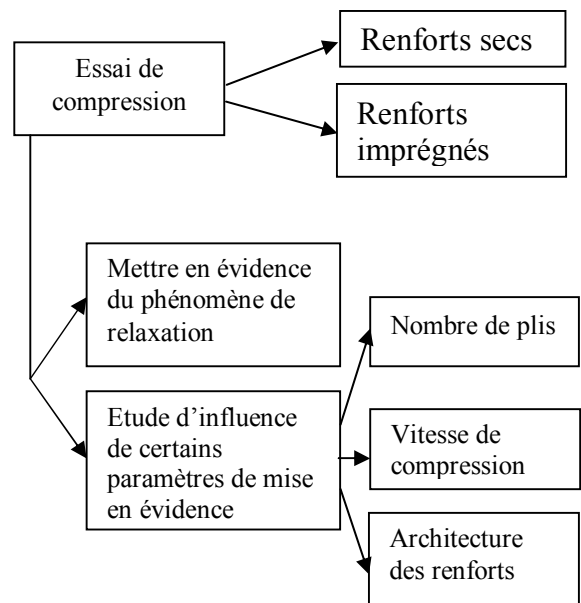 Essai de
compression
Renforts secs
Renforts
imprégnés
Mettre en évidence
du phénomène de
relaxation
Etude d'influence
de certains
paramètres de mise
en évidence
Nombre de plis
Vitesse de
compression
Architecture
des renforts